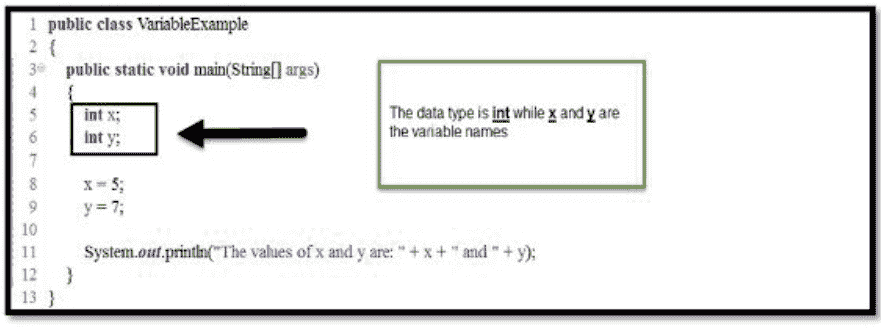 1 public class VariableExample
2 {
3 public static void main(String[] args)
4 {
5 int x;
6 int y;
7
8 x = 5;
9 y = 7;
10
11 System.out.println("The values of x and y are: " + x + " and " + y);
12 }
13 }
The data type is int while x and y are
the variable names